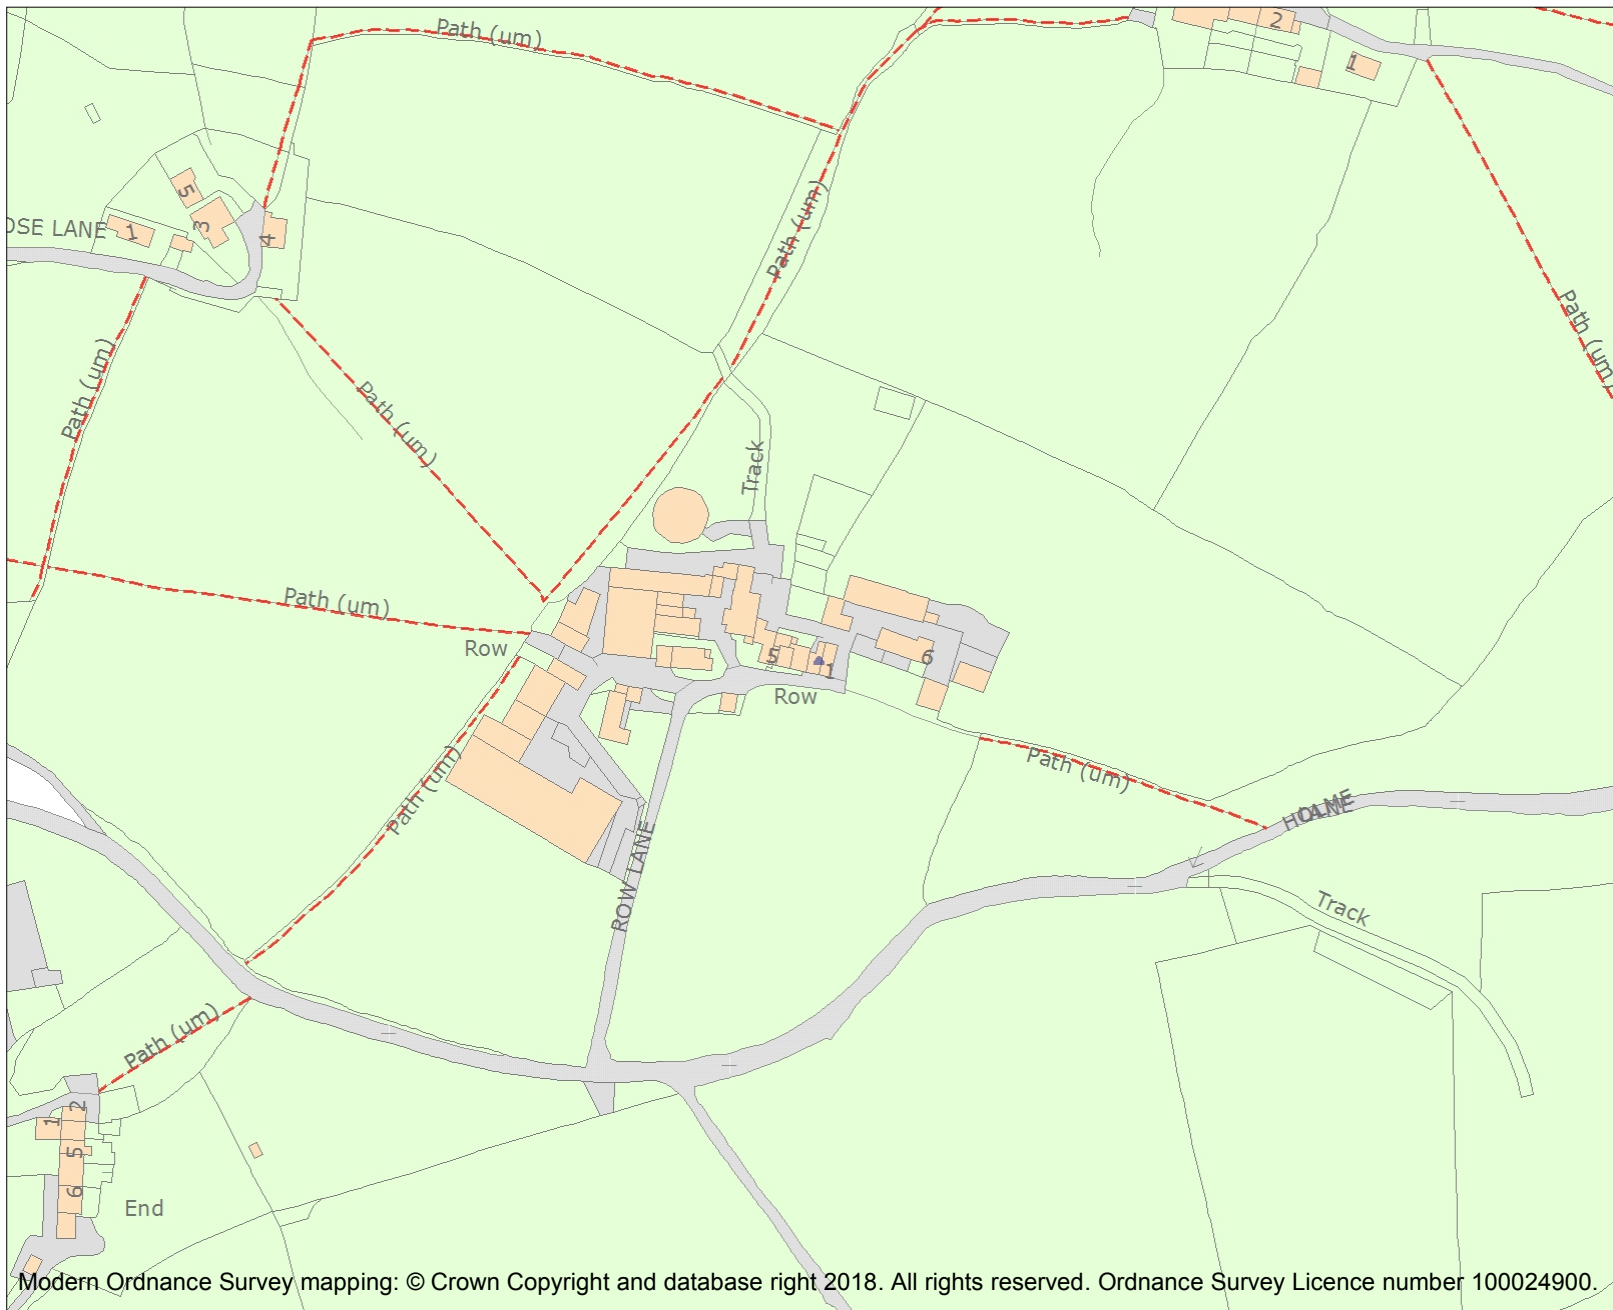 Path (um)
2
1
5
OSE LANE
1
3
4
Path (um)
Path (um)
Path (um)
Path (um)
Track
Path (um)
Row
5
1
6
Row
Path (um)
Path (um)
HOLME
LANE
ROW LANE
Track
Path (um)
2
1
5
6
End
Modern Ordnance Survey mapping: © Crown Copyright and database right 2018. All rights reserved. Ordnance Survey Licence number 100024900.